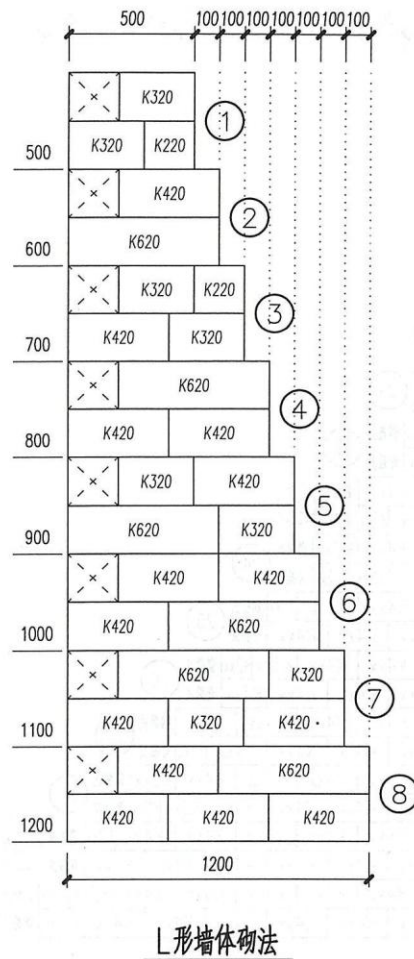 500 100 100 100 100 100 100 100
K320
①
K320 K220
500
K420
②
K620
600
K320 K220
③
K420 K320
700
K620
④
K420 K420
800
K320 K420
⑤
K620 K320
900
K420 K420
⑥
K420 K620
1000
K620 K320
⑦
K420 K320 K420
1100
K420 K620
⑧
K420 K420 K420
1200
1200
L形墙体砌法